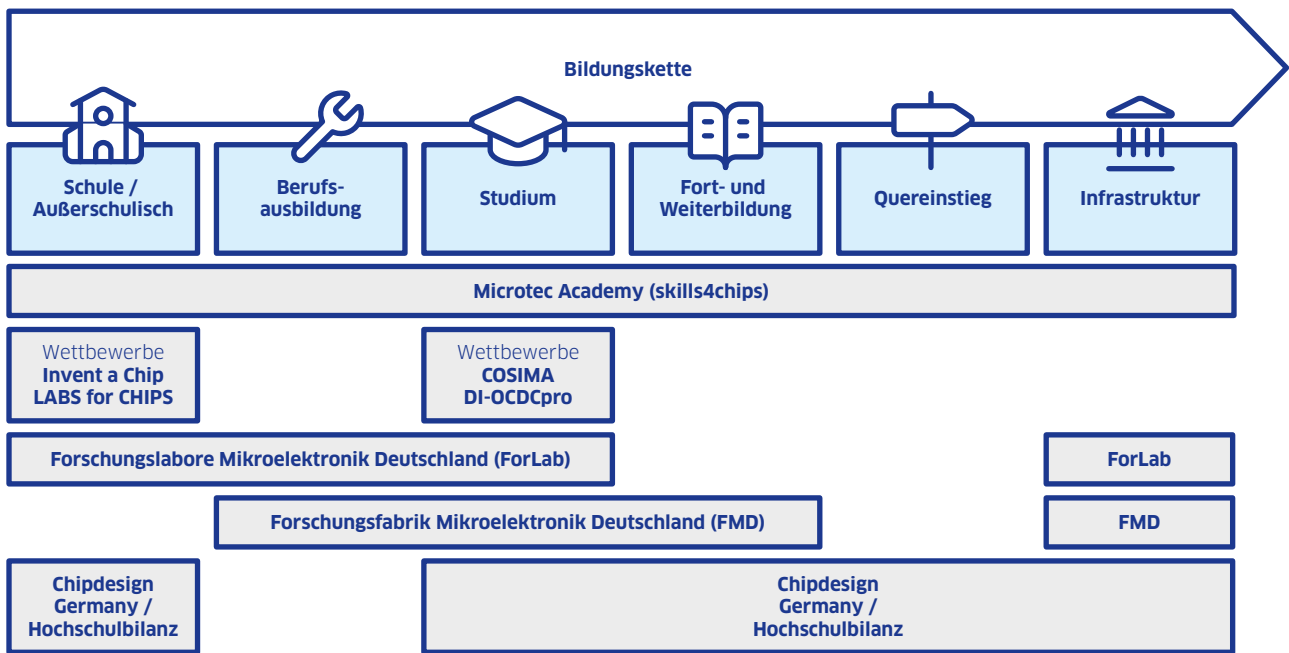 Bildungskette
Schule /
Außerschulisch
Berufs-
ausbildung
Studium
Fort- und
Weiterbildung
Quereinstieg
Infrastruktur
Microtec Academy (skills4chips)
Wettbewerbe
Invent a Chip
LABS for CHIPS
Wettbewerbe
COSIMA
DI-OCDCpro
Forschungslabore Mikroelektronik Deutschland (ForLab)
ForLab
Forschungsfabrik Mikroelektronik Deutschland (FMD)
FMD
Chipdesign
Germany /
Hochschulbilanz
Chipdesign
Germany /
Hochschulbilanz